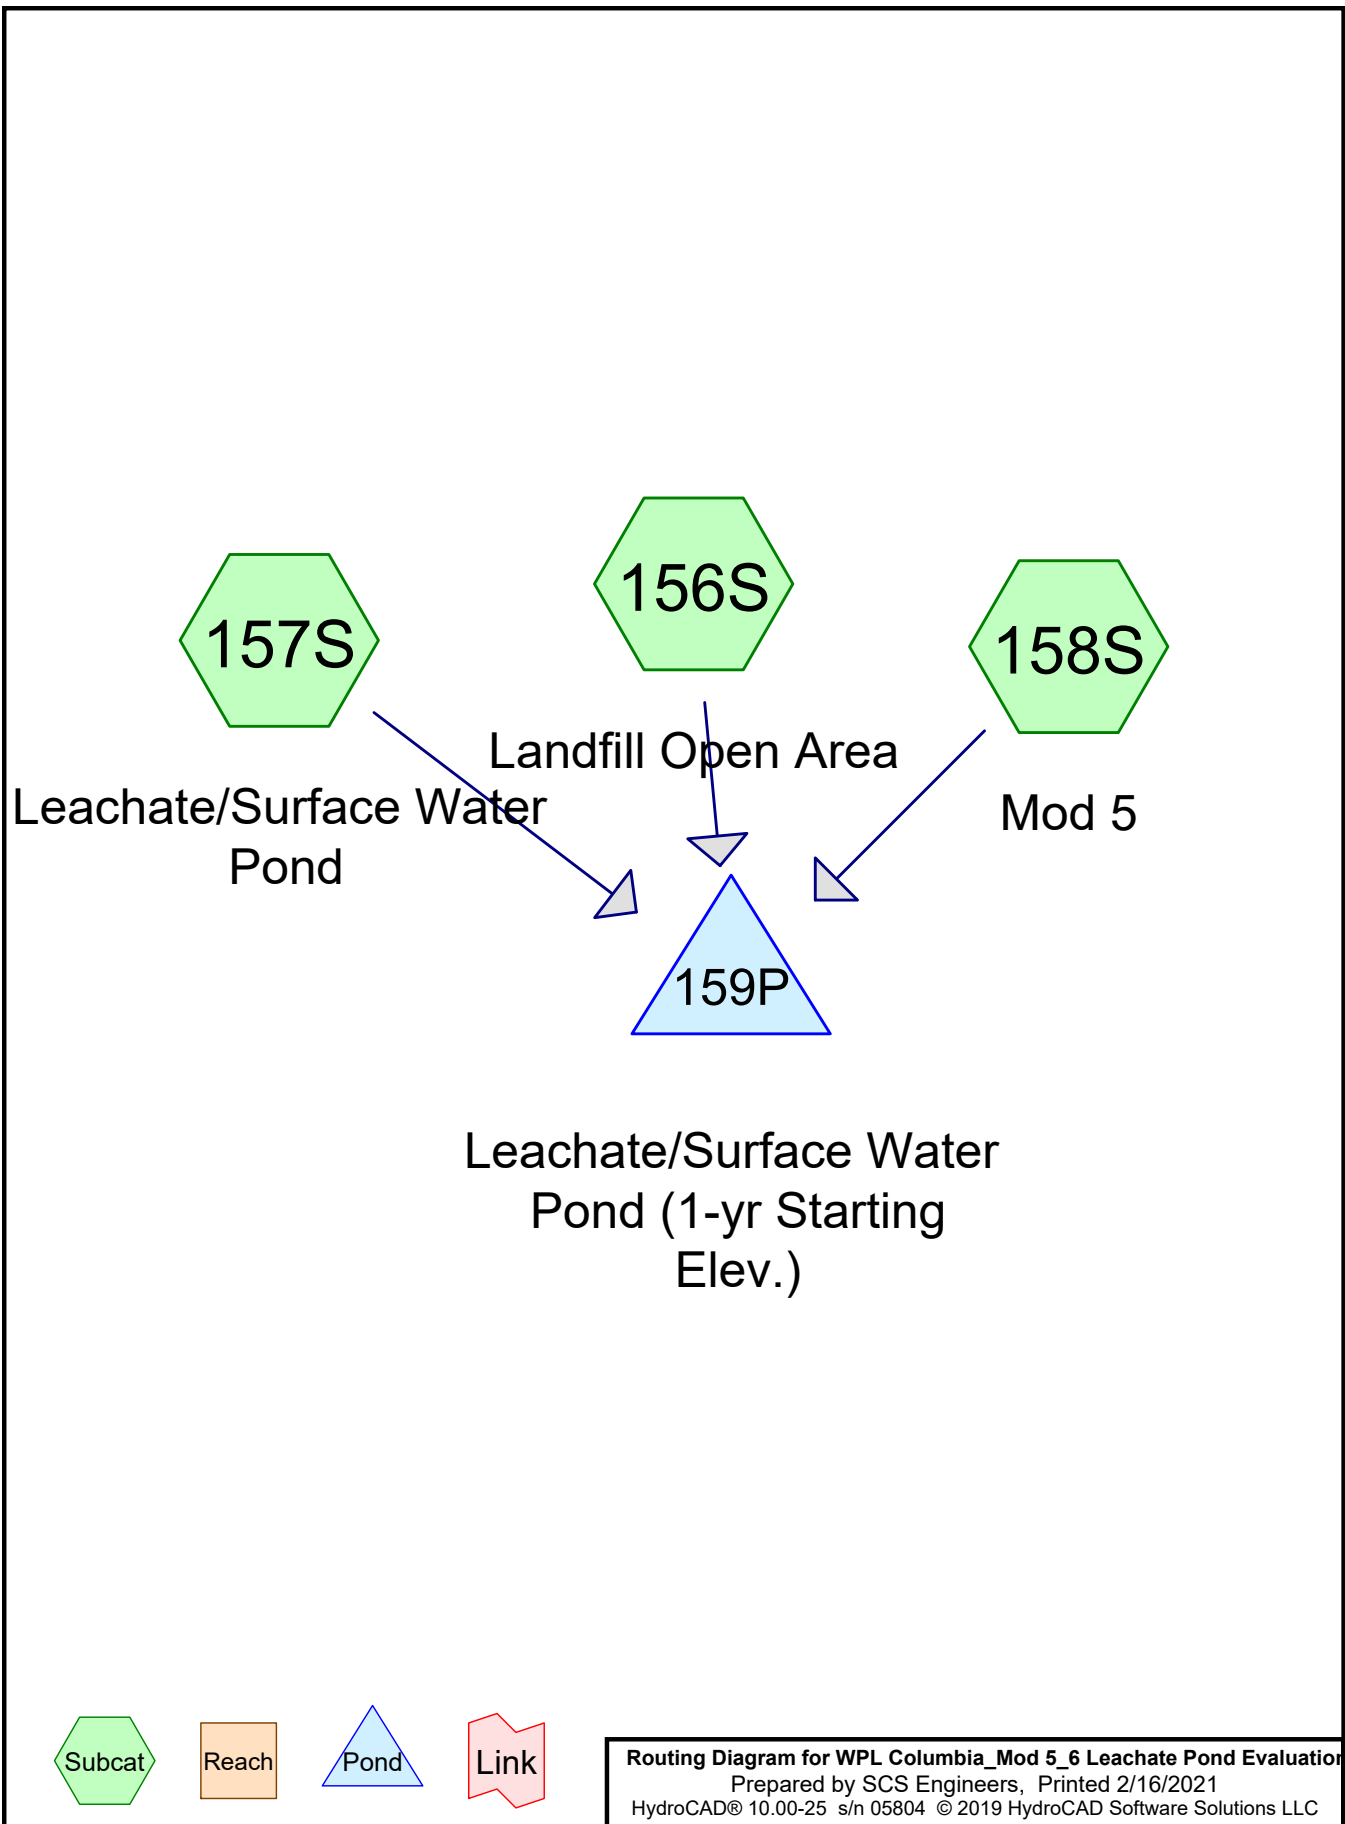 156S
157S
158S
Landfill Open Area
Leachate/Surface Water
Pond
Mod 5
159P
Leachate/Surface Water
Pond (1-yr Starting
Elev.)
Subcat
Reach
Pond
Link
Routing Diagram for WPL Columbia_Mod 5_6 Leachate Pond Evaluation
Prepared by SCS Engineers, Printed 2/16/2021
HydroCAD® 10.00-25 s/n 05804 © 2019 HydroCAD Software Solutions LLC